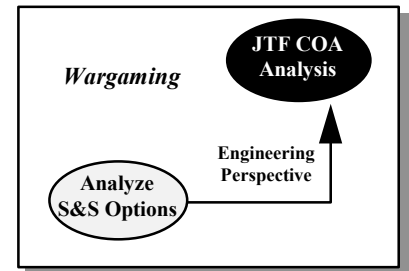 JTF COA
Analysis
Wargaming
Engineering
Perspective
Analyze
S&S Options